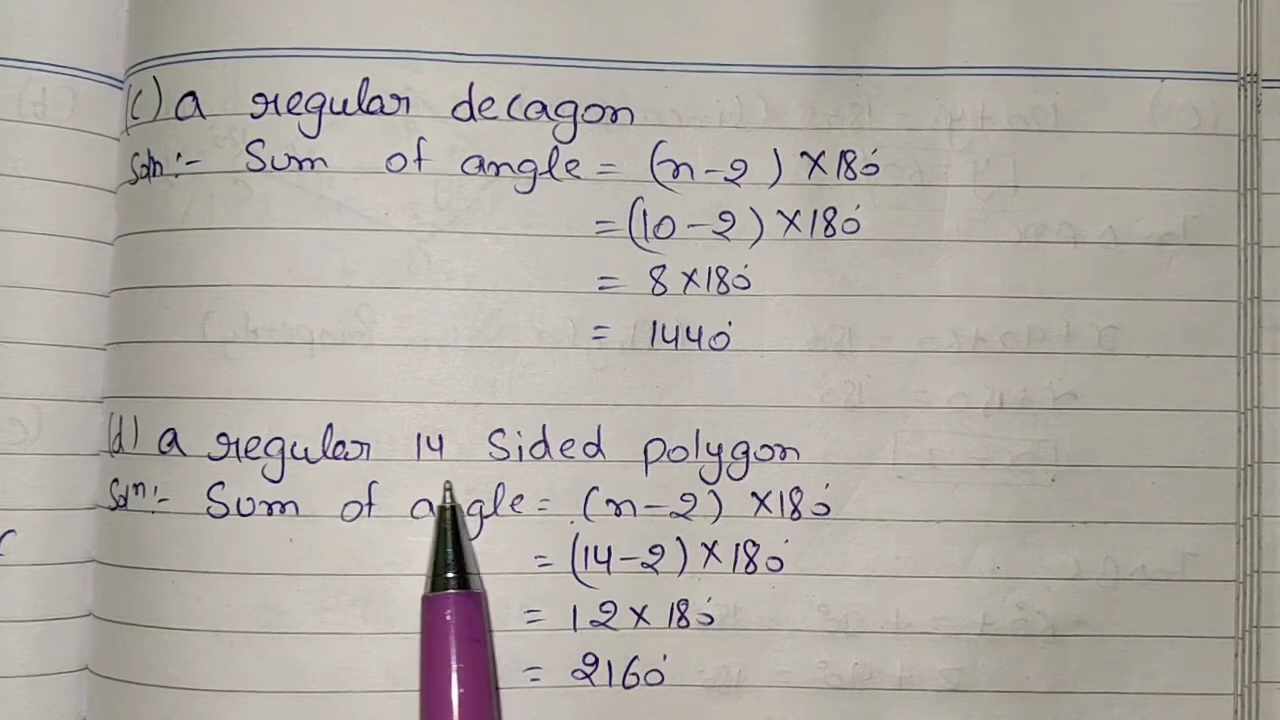 (c) a regular decagon
Soln :- Sum of angle = (n-2) ×180°
= (10-2) ×180°
= 8×180°
= 1440°
(d) a regular 14 Sided polygon
Soln :- Sum of angle = (n-2) ×180°
= (14-2) ×180°
= 12×180°
= 2160°